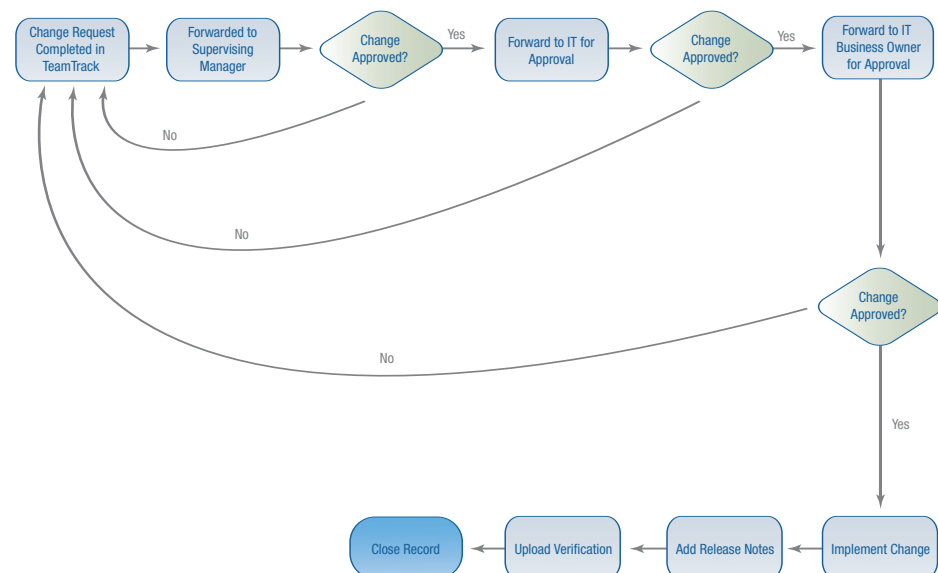 Change Request
Completed in
TeamTrack
Forwarded to
Supervising
Manager
Change
Approved?
Yes
Forward to IT for
Approval
Change
Approved?
Yes
Forward to IT
Business Owner
for Approval
No
No
Change
Approved?
No
Yes
Close Record
Upload Verification
Add Release Notes
Implement Change